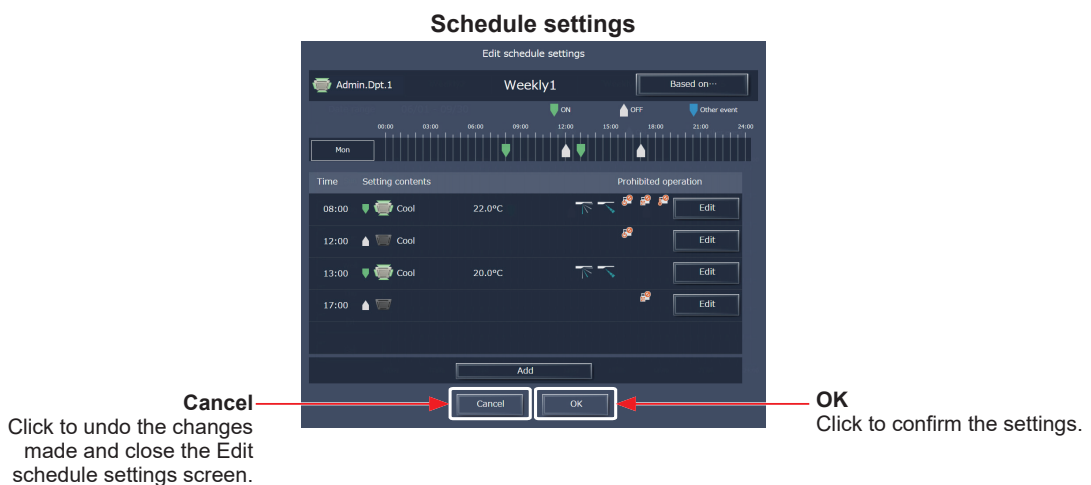 Schedule settings
Edit schedule settings
Admin.Dpt.1 Weekly1 Based on…
ON OFF Other event
00:00 03:00 06:00 09:00 12:00 15:00 18:00 21:00 24:00
Mon
Time Setting contents Prohibited operation
08:00 Cool 22.0°C Edit
12:00 Cool Edit
13:00 Cool 20.0°C Edit
17:00 Edit
Add
Cancel OK
Cancel
Click to undo the changes
made and close the Edit
schedule settings screen.
OK
Click to confirm the settings.